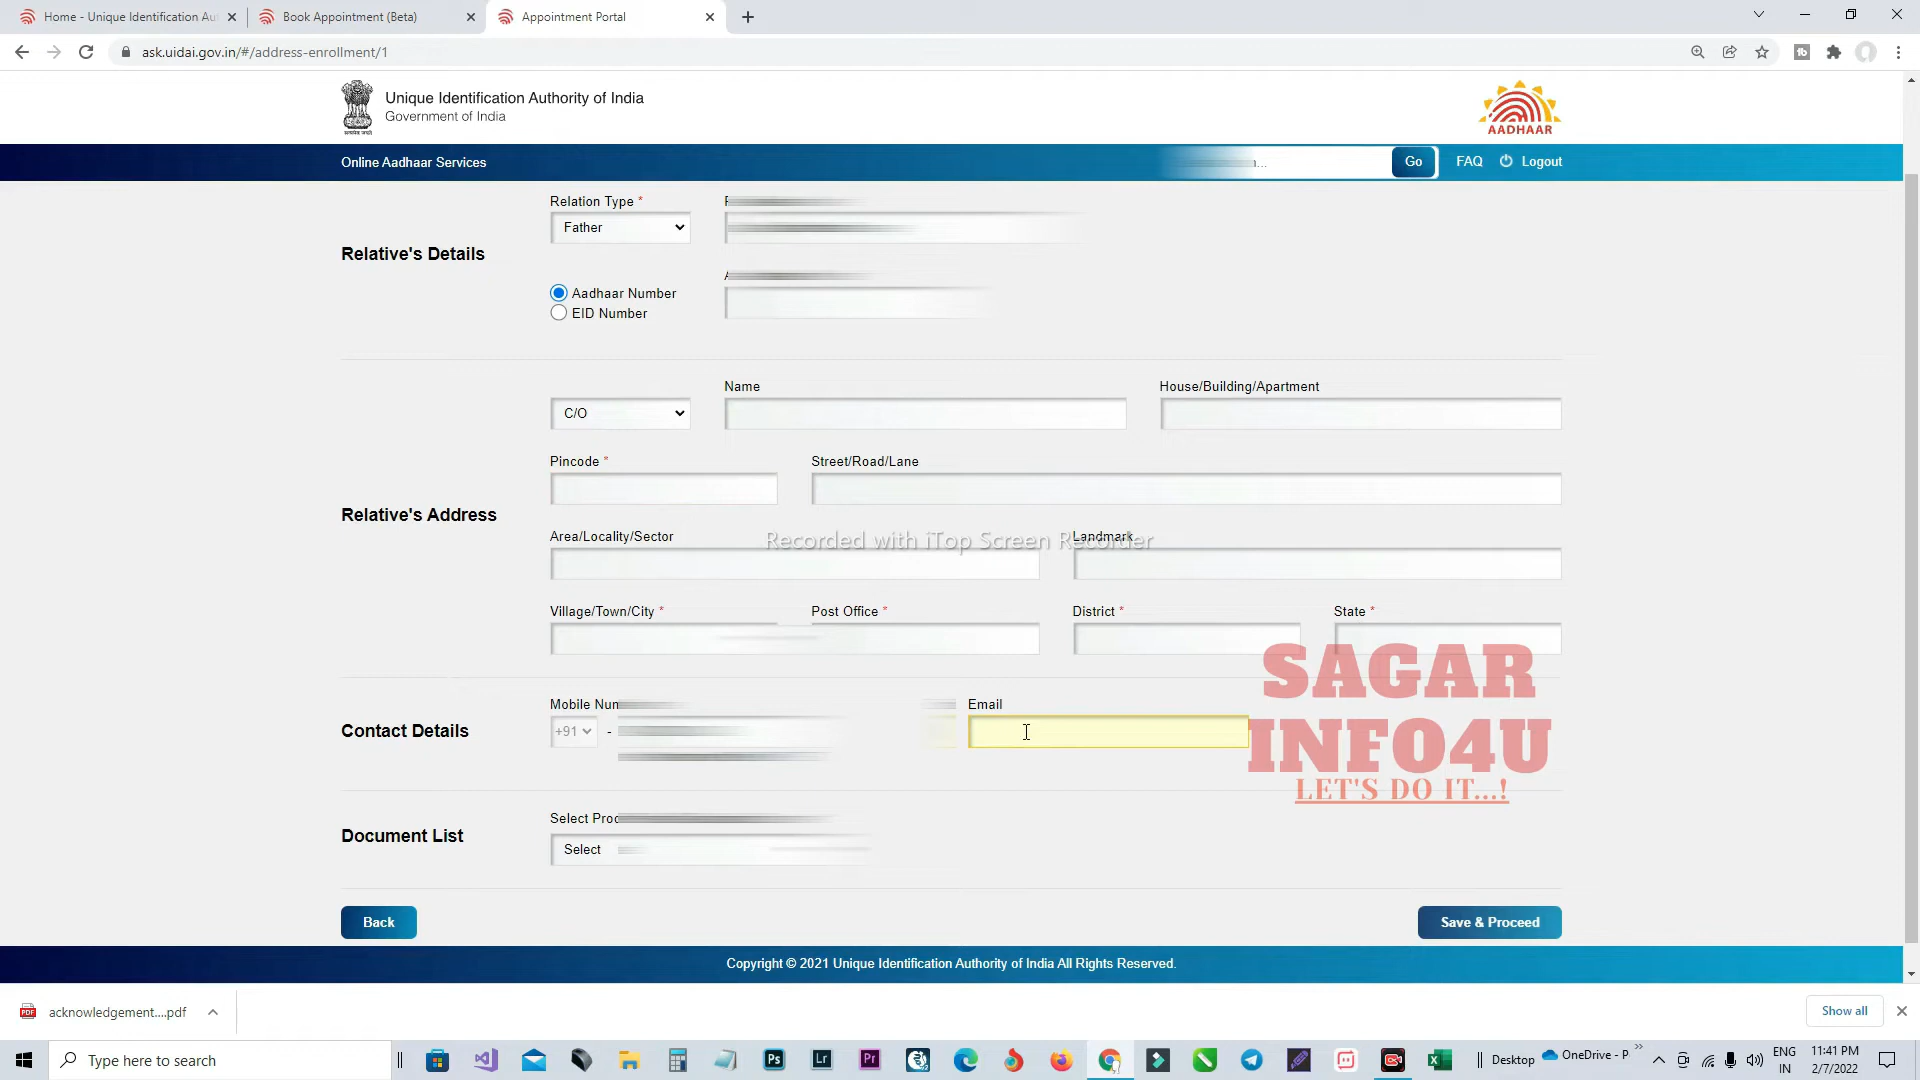 Home - Unique Identification Au
Book Appointment (Beta)
Appointment Portal
ask.uidai.gov.in/#/address-enrollment/1
Unique Identification Authority of India
Government of India
AADHAAR
Online Aadhaar Services
Go
FAQ
Logout
Relation Type *
Father
Relative's Details
Aadhaar Number
EID Number
Name
House/Building/Apartment
C/O
Pincode *
Street/Road/Lane
Relative's Address
Area/Locality/Sector
Landmark
Recorded with iTop Screen Recorder
Village/Town/City *
Post Office *
District *
State *
SAGAR
INFO4U
LET'S DO IT...!
Mobile Num
Email
Contact Details
+91
-
Select Proo
Document List
Select
Back
Save & Proceed
Copyright © 2021 Unique Identification Authority of India All Rights Reserved.
acknowledgement....pdf
Show all
Type here to search
Ps
Lr
Pr
Desktop
OneDrive - P
ENG
IN
11:41 PM
2/7/2022